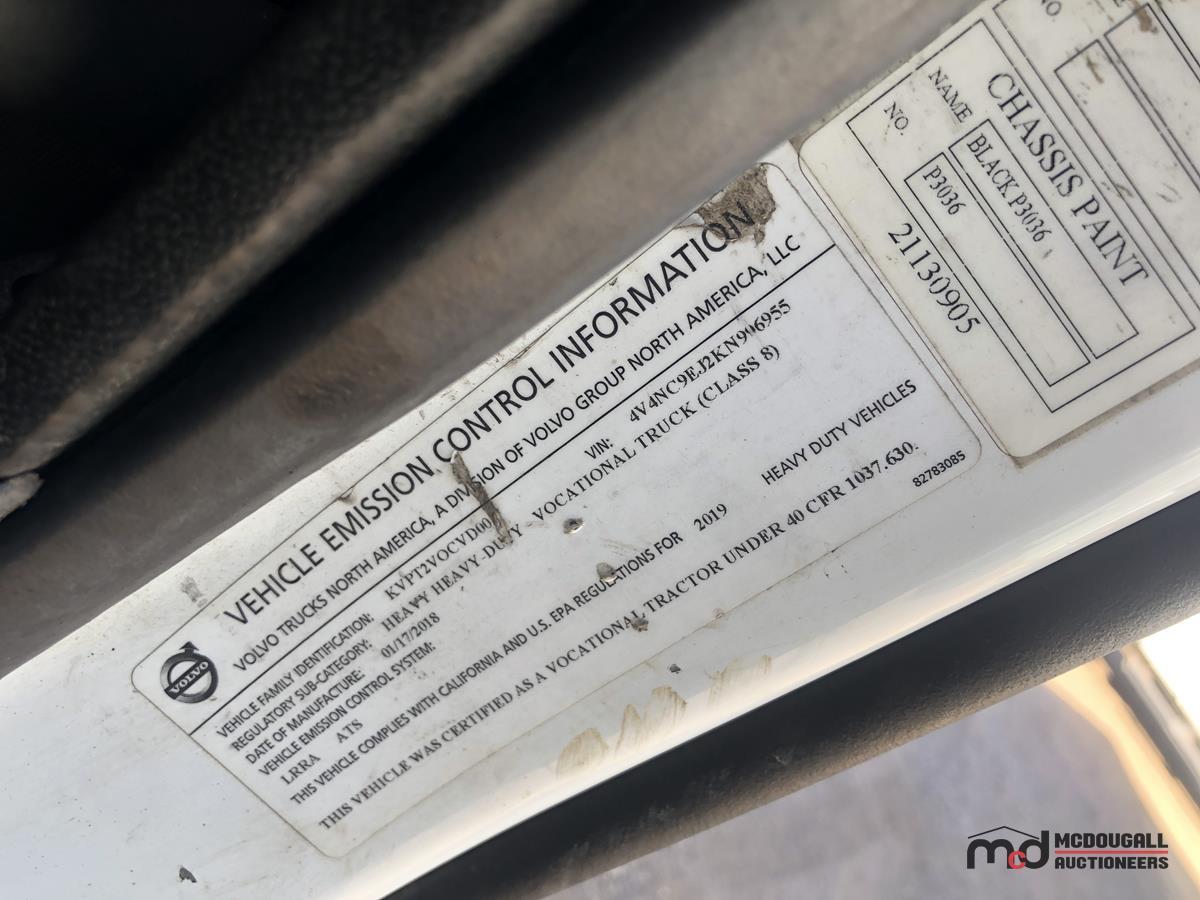 VOLVO
VEHICLE EMISSION CONTROL INFORMATION
VOLVO TRUCKS NORTH AMERICA, A DIVISION OF VOLVO GROUP NORTH AMERICA, LLC
VEHICLE FAMILY IDENTIFICATION: KVPT2VOCVD00 VIN: 4V4NC9EJ2KN906955
REGULATORY SUB-CATEGORY: HEAVY HEAVY-DUTY VOCATIONAL TRUCK (CLASS 8)
DATE OF MANUFACTURE: 01/17/2018
VEHICLE EMISSION CONTROL SYSTEM:
LRRA ATS
THIS VEHICLE COMPLIES WITH CALIFORNIA AND U.S. EPA REGULATIONS FOR 2019 HEAVY DUTY VEHICLES
THIS VEHICLE WAS CERTIFIED AS A VOCATIONAL TRACTOR UNDER 40 CFR 1037.630.
82783085
NO.
CHASSIS PAINT
NAME BLACK P3036
NO. P3036
21130905
mcd MCDOUGALL
AUCTIONEERS